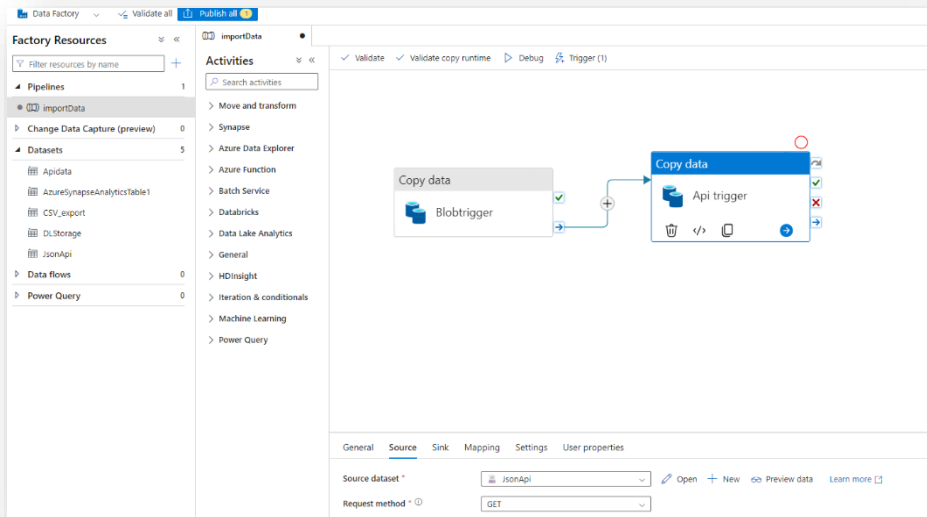 Data Factory
Validate all
Publish all 1
Factory Resources
Filter resources by name
Pipelines 1
importData
Change Data Capture (preview) 0
Datasets 5
Apidata
AzureSynapseAnalyticsTable1
CSV_export
DLStorage
JsonApi
Data flows 0
Power Query 0
importData
Activities
Search activities
Move and transform
Synapse
Azure Data Explorer
Azure Function
Batch Service
Databricks
Data Lake Analytics
General
HDInsight
Iteration & conditionals
Machine Learning
Power Query
Validate Validate copy runtime Debug Trigger (1)
Copy data
Blobtrigger
Copy data
Api trigger
General Source Sink Mapping Settings User properties
Source dataset * JsonApi Open New Preview data Learn more
Request method * GET